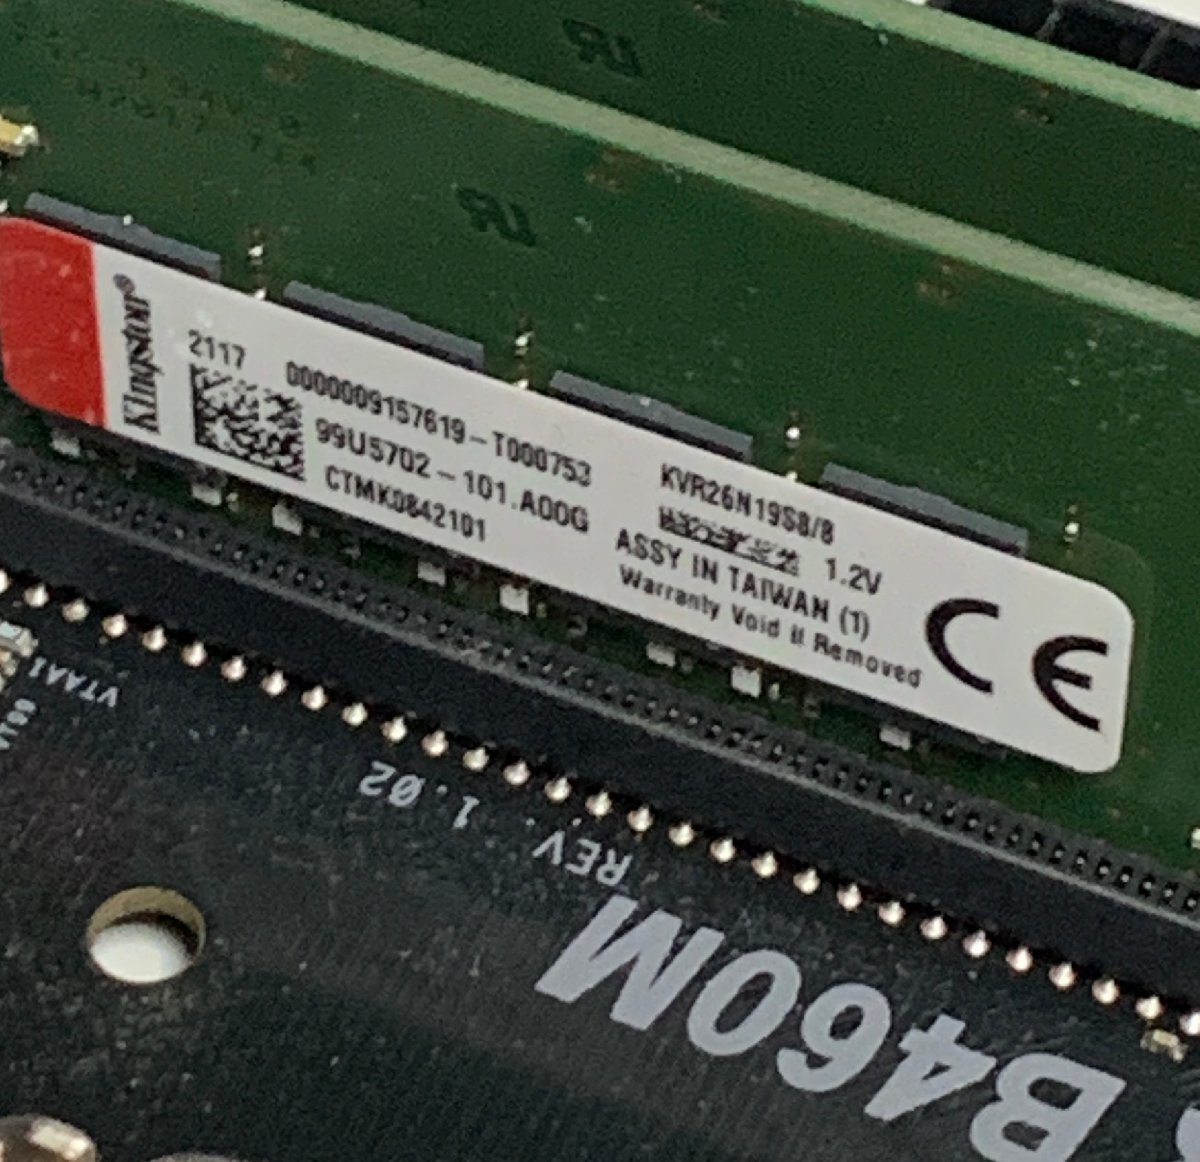 Kingston®
2117
0000009157619-T000753
99U5702-101.A00G
CTMK0842101
KVR26N19S8/8
1.2V
ASSY IN TAIWAN (1)
Warranty Void if Removed
CE
VTAA1
REV. 1.02
B460M